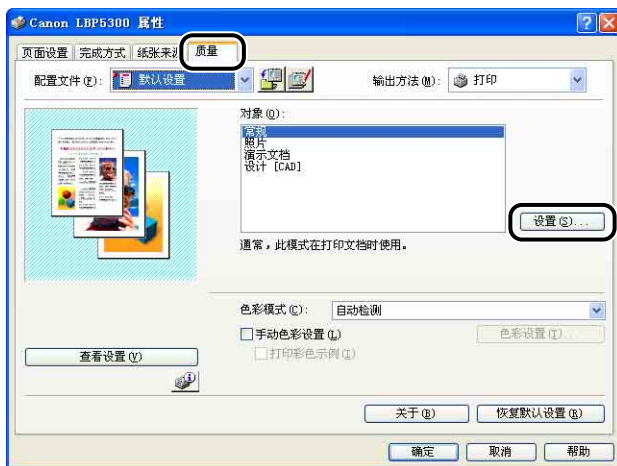 Canon LBP5300 属性
页面设置 完成方式 纸张来 质量
配置文件(F): 默认设置 输出方法(M): 打印
对象(O):
常规
照片
演示文档
设计 [CAD]
设置(S)...
通常，此模式在打印文档时使用。
色彩模式(C): 自动检测
手动色彩设置(L) 色彩设置(T)...
打印彩色示例(I)
查看设置(V)
关于(B) 恢复默认设置(R)
确定 取消 帮助